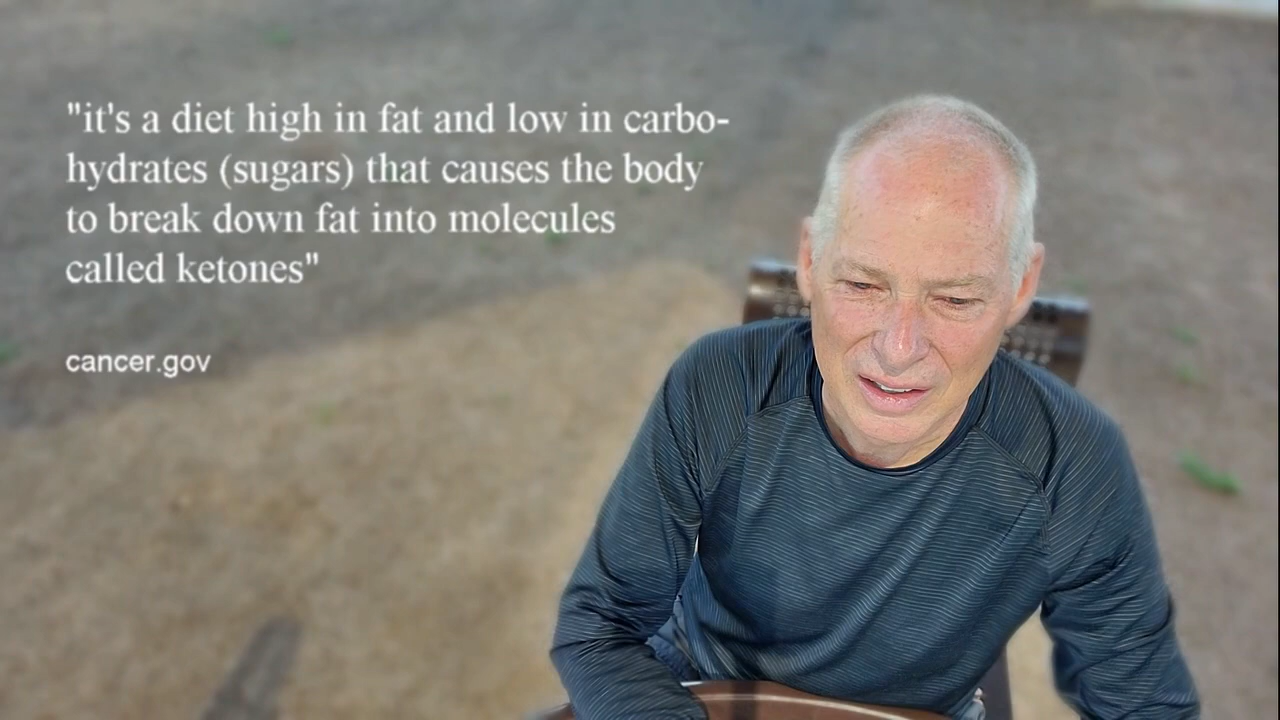 "it's a diet high in fat and low in carbo-
hydrates (sugars) that causes the body
to break down fat into molecules
called ketones"
cancer.gov